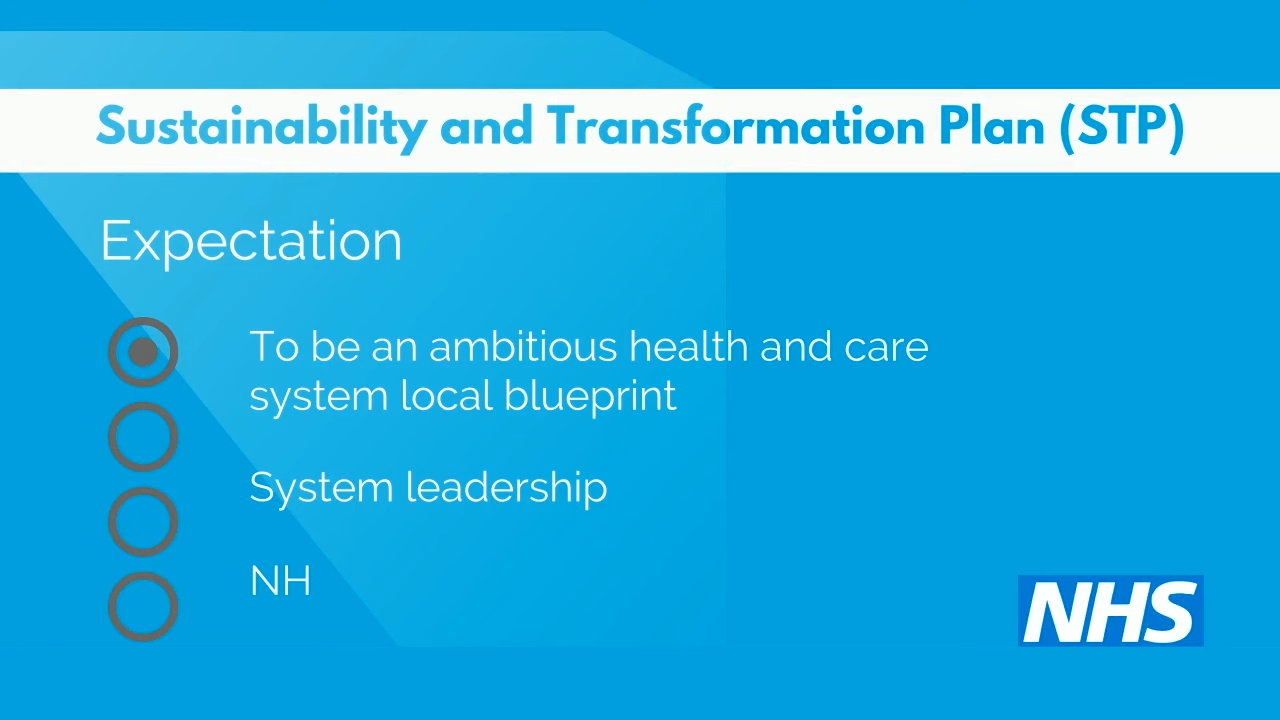 Sustainability and Transformation Plan (STP)
Expectation
To be an ambitious health and care
system local blueprint
System leadership
NH
NHS